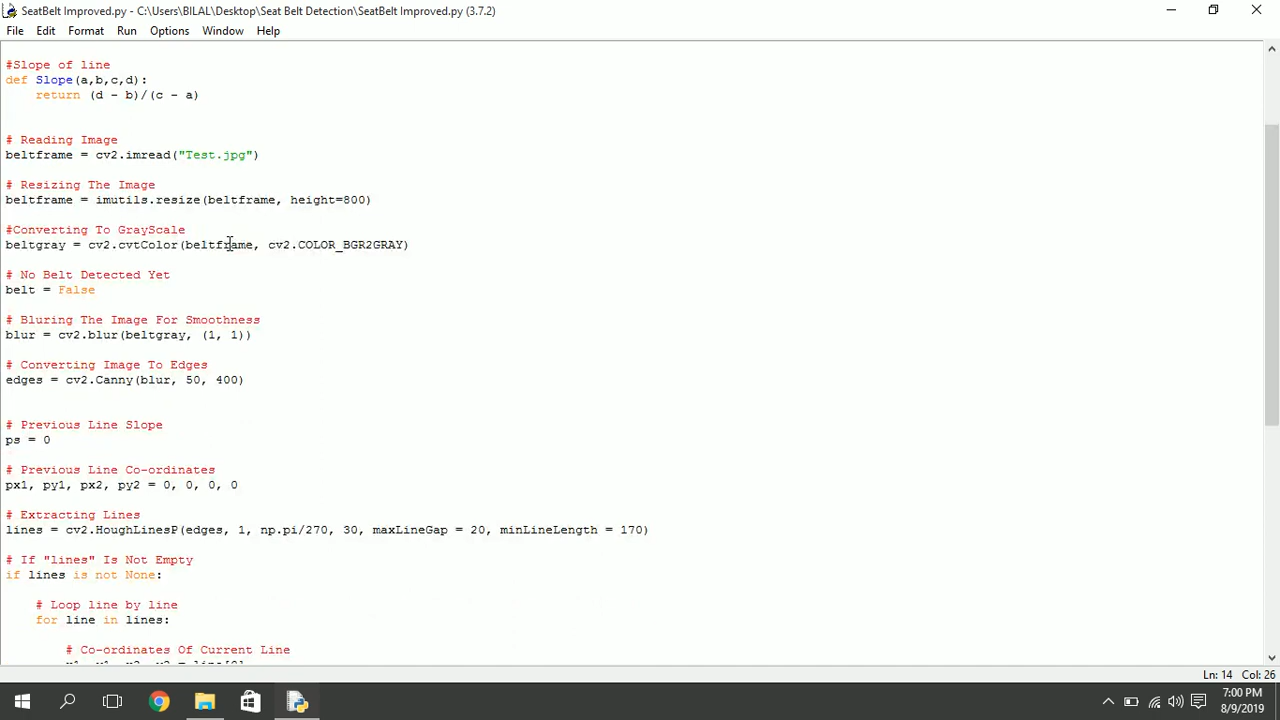 SeatBelt Improved.py - C:\Users\BILAL\Desktop\Seat Belt Detection\SeatBelt Improved.py (3.7.2)
File Edit Format Run Options Window Help
#Slope of line
def Slope(a,b,c,d):
    return (d - b)/(c - a)
# Reading Image
beltframe = cv2.imread("Test.jpg")
# Resizing The Image
beltframe = imutils.resize(beltframe, height=800)
#Converting To GrayScale
beltgray = cv2.cvtColor(beltframe, cv2.COLOR_BGR2GRAY)
# No Belt Detected Yet
belt = False
# Bluring The Image For Smoothness
blur = cv2.blur(beltgray, (1, 1))
# Converting Image To Edges
edges = cv2.Canny(blur, 50, 400)
# Previous Line Slope
ps = 0
# Previous Line Co-ordinates
px1, py1, px2, py2 = 0, 0, 0, 0
# Extracting Lines
lines = cv2.HoughLinesP(edges, 1, np.pi/270, 30, maxLineGap = 20, minLineLength = 170)
# If "lines" Is Not Empty
if lines is not None:
    # Loop line by line
    for line in lines:
        # Co-ordinates Of Current Line
Ln: 14 Col: 26
7:00 PM
8/9/2019